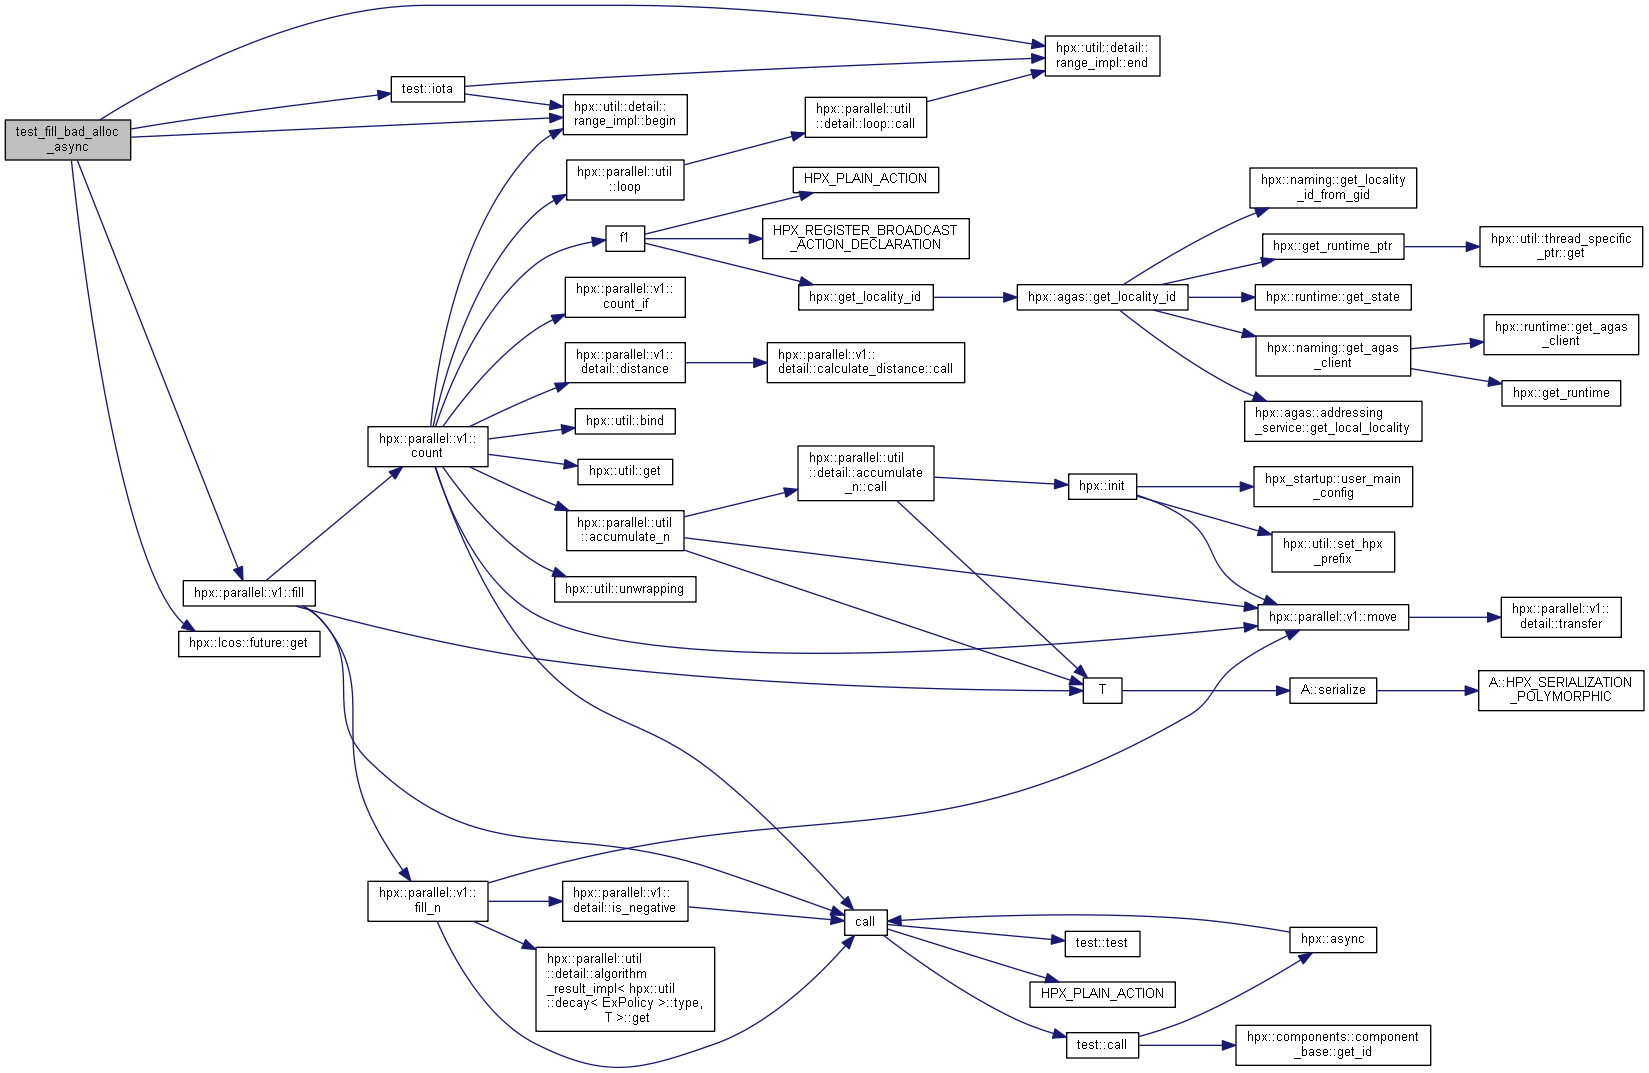 test_fill_bad_alloc
_async
test::iota
hpx::util::detail::
range_impl::begin
hpx::util::detail::
range_impl::end
hpx::parallel::util
::detail::loop::call
hpx::parallel::util
::loop
HPX_PLAIN_ACTION
f1
HPX_REGISTER_BROADCAST
_ACTION_DECLARATION
hpx::get_locality_id
hpx::agas::get_locality_id
hpx::naming::get_locality
_id_from_gid
hpx::get_runtime_ptr
hpx::util::thread_specific
_ptr::get
hpx::runtime::get_state
hpx::naming::get_agas
_client
hpx::runtime::get_agas
_client
hpx::get_runtime
hpx::agas::addressing
_service::get_local_locality
hpx::parallel::v1::
count_if
hpx::parallel::v1::
detail::distance
hpx::parallel::v1::
detail::calculate_distance::call
hpx::parallel::v1::
count
hpx::util::bind
hpx::util::get
hpx::parallel::util
::accumulate_n
hpx::parallel::util
::detail::accumulate
_n::call
hpx::init
hpx_startup::user_main
_config
hpx::util::set_hpx
_prefix
hpx::util::unwrapping
hpx::parallel::v1::fill
hpx::lcos::future::get
hpx::parallel::v1::move
hpx::parallel::v1::
detail::transfer
T
A::serialize
A::HPX_SERIALIZATION
_POLYMORPHIC
hpx::parallel::v1::
fill_n
hpx::parallel::v1::
detail::is_negative
hpx::parallel::util
::detail::algorithm
_result_impl< hpx::util
::decay< ExPolicy >::type,
T >::get
call
test::test
HPX_PLAIN_ACTION
test::call
hpx::async
hpx::components::component
_base::get_id